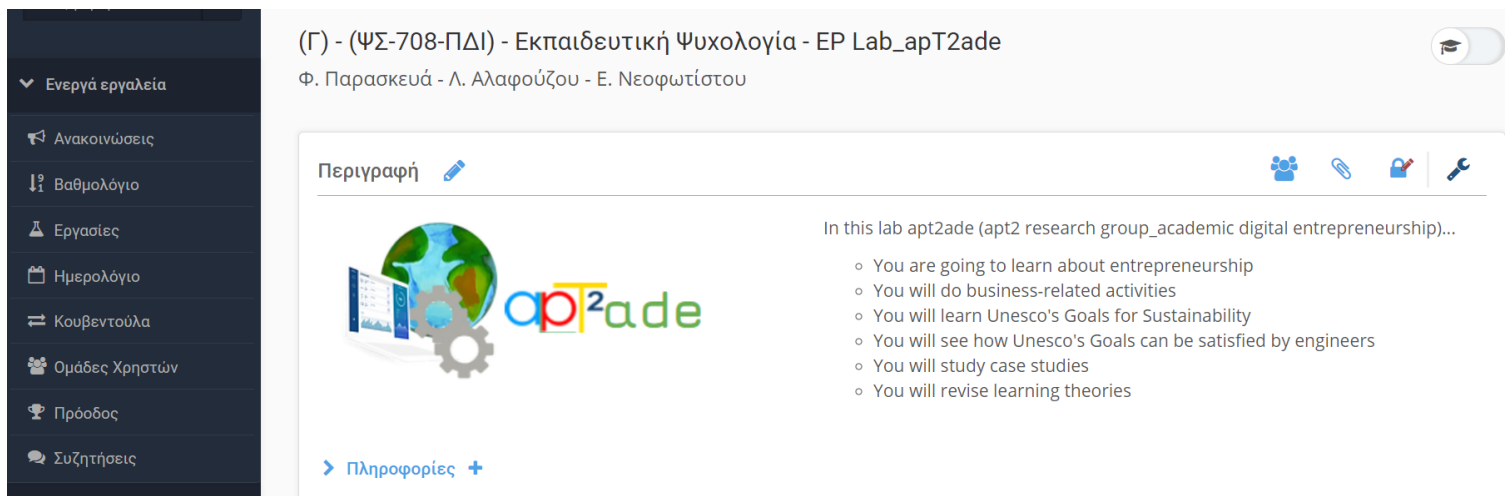 (Γ) - (ΨΣ-708-ΠΔΙ) - Εκπαιδευτική Ψυχολογία - EP Lab_apT2ade
Φ. Παρασκευά - Λ. Αλαφούζου - Ε. Νεοφωτίστου
Ενεργά εργαλεία
Ανακοινώσεις
Βαθμολόγιο
Εργασίες
Ημερολόγιο
Κουβεντούλα
Ομάδες Χρηστών
Πρόοδος
Συζητήσεις
Περιγραφή
apT²ade
In this lab apt2ade (apt2 research group_academic digital entrepreneurship)...
You are going to learn about entrepreneurship
You will do business-related activities
You will learn Unesco's Goals for Sustainability
You will see how Unesco's Goals can be satisfied by engineers
You will study case studies
You will revise learning theories
Πληροφορίες